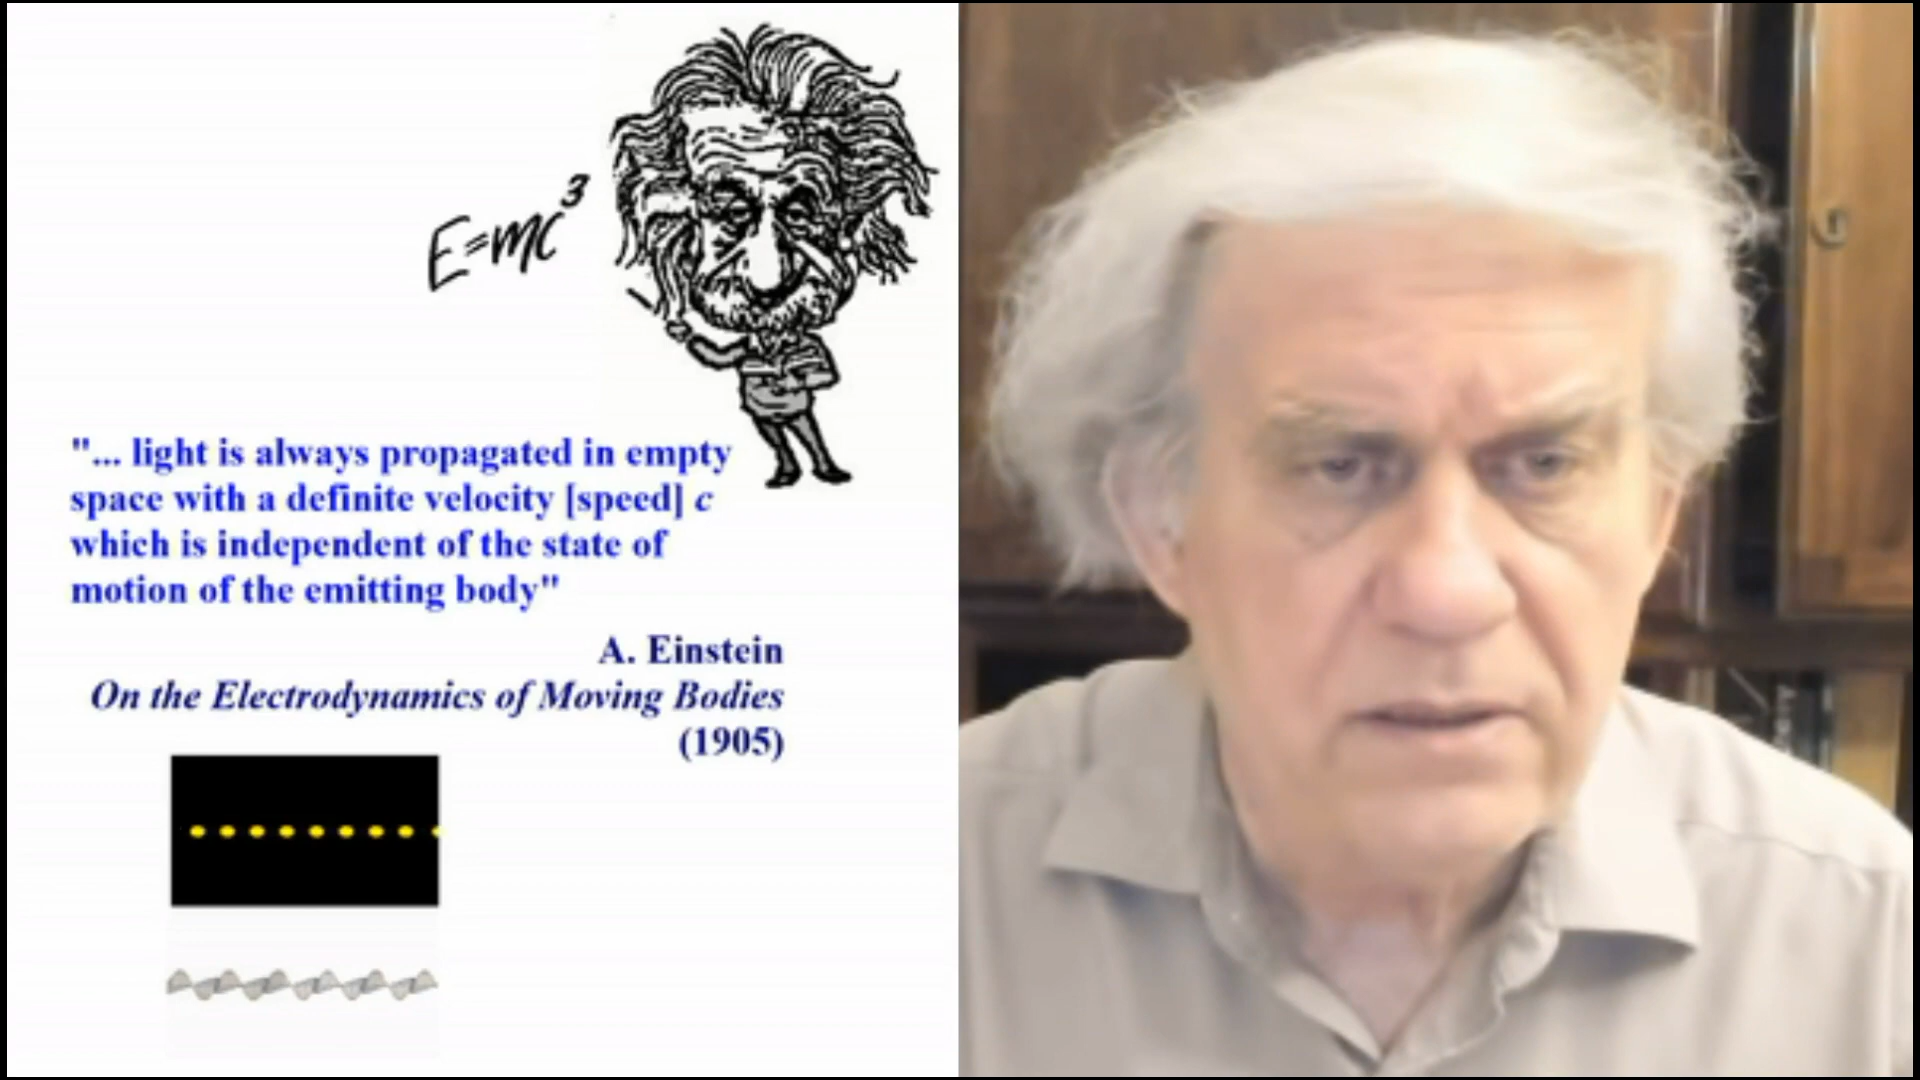 E=mc³
"... light is always propagated in empty
space with a definite velocity [speed] c
which is independent of the state of
motion of the emitting body"
A. Einstein
On the Electrodynamics of Moving Bodies
(1905)